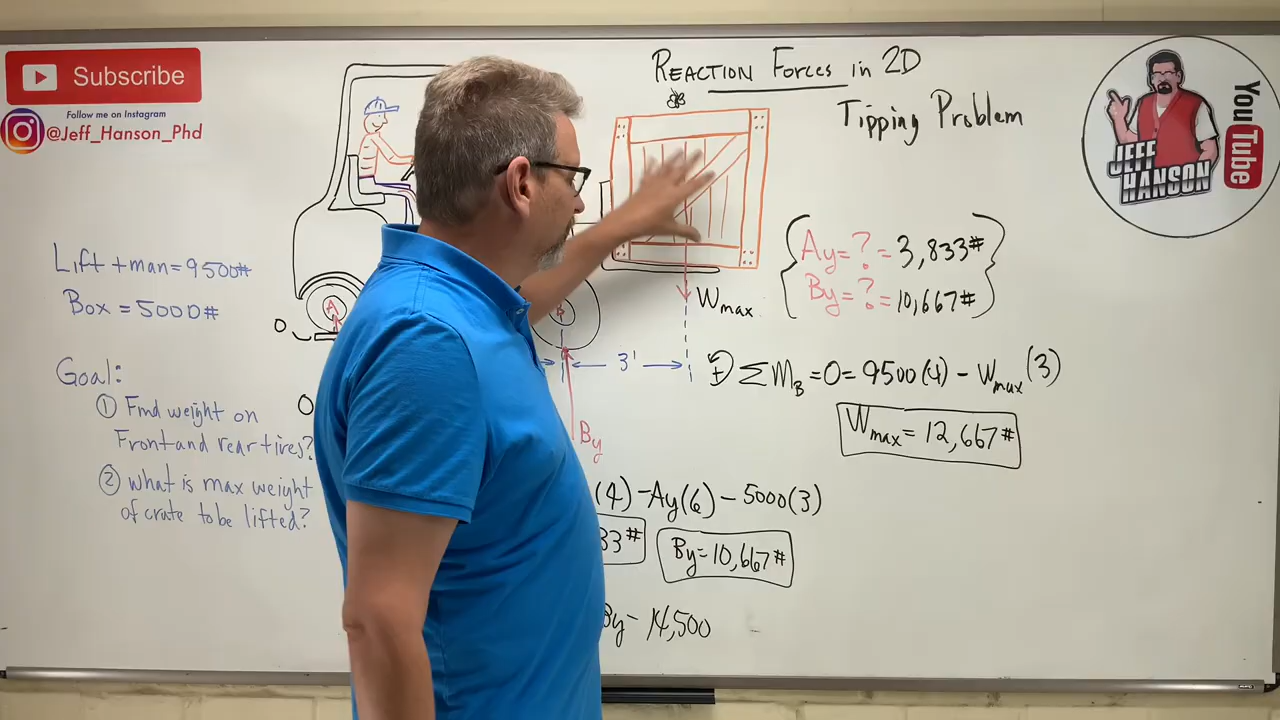 Subscribe
Follow me on Instagram
@Jeff_Hanson_Phd
REACTION FORCES in 2D
Tipping Problem
JEFF
HANSON
YouTube
Lift + man = 9500#
Box = 5000#
Goal:
① Find weight on
Front and rear tires?
② What is max weight
of crate to be lifted?
A
O
O
B
Wmax
3'
By
Ay = ? = 3,833#
By = ? = 10,667#
+ ΣMB = 0 = 9500(4) - Wmax(3)
Wmax = 12,667#
(4) - Ay(6) - 5000(3)
33#
By = 10,667#
By - 14,500